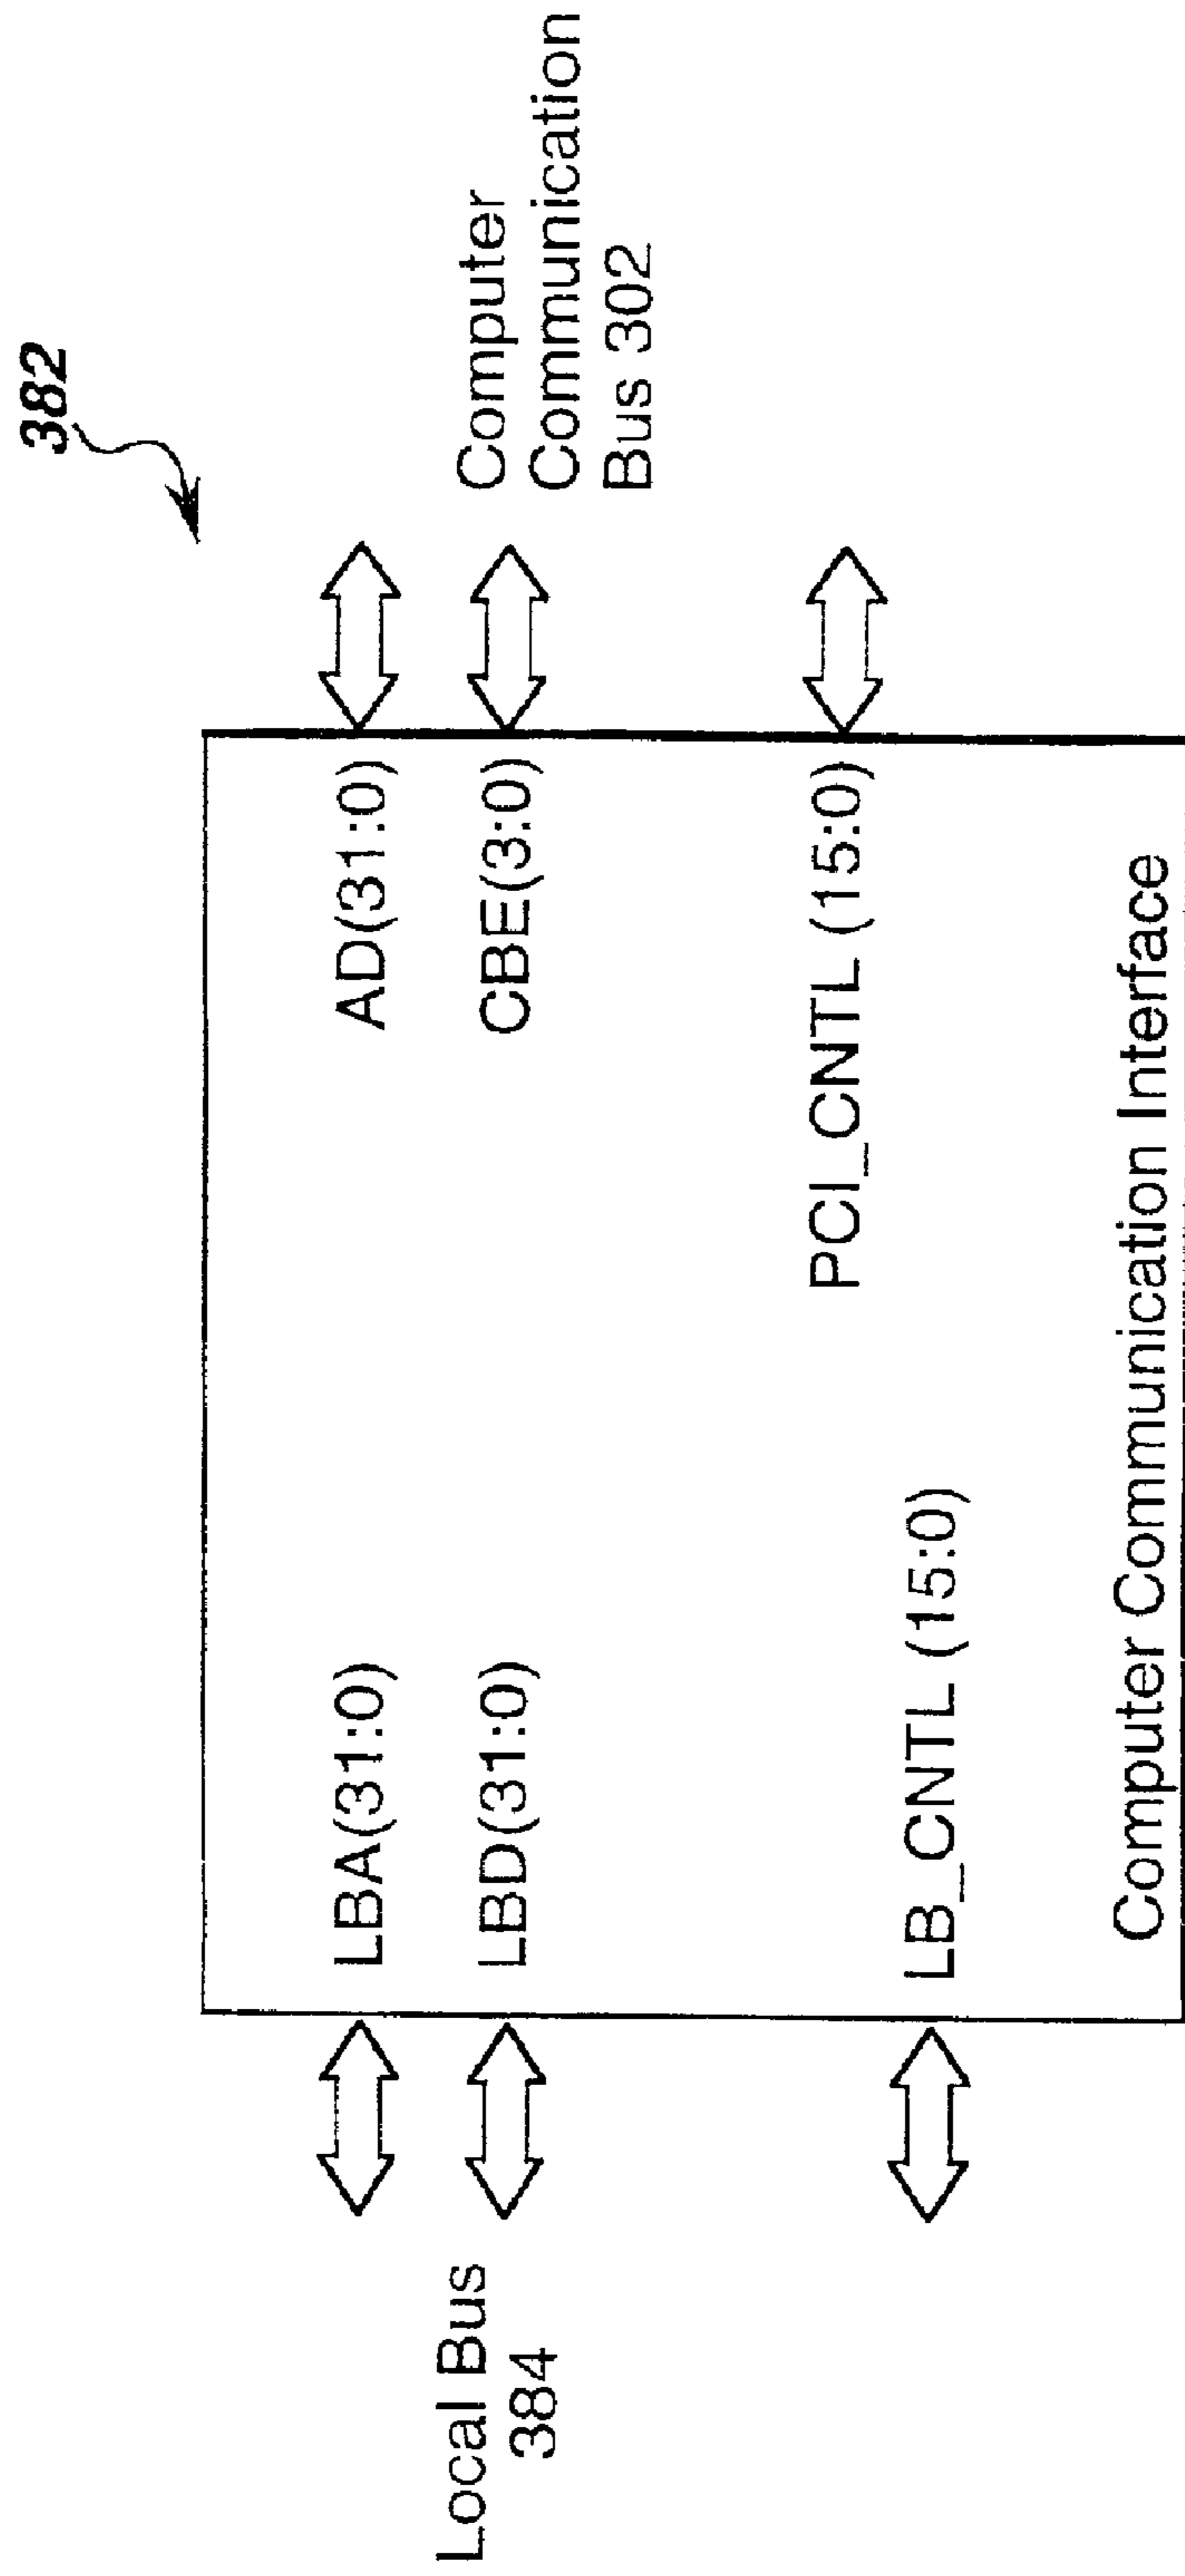 382
Local Bus
384
LBA(31:0)
LBD(31:0)
LB_CNTL (15:0)
AD(31:0)
CBE(3:0)
PCI_CNTL (15:0)
Computer
Communication
Bus 302
Computer Communication Interface